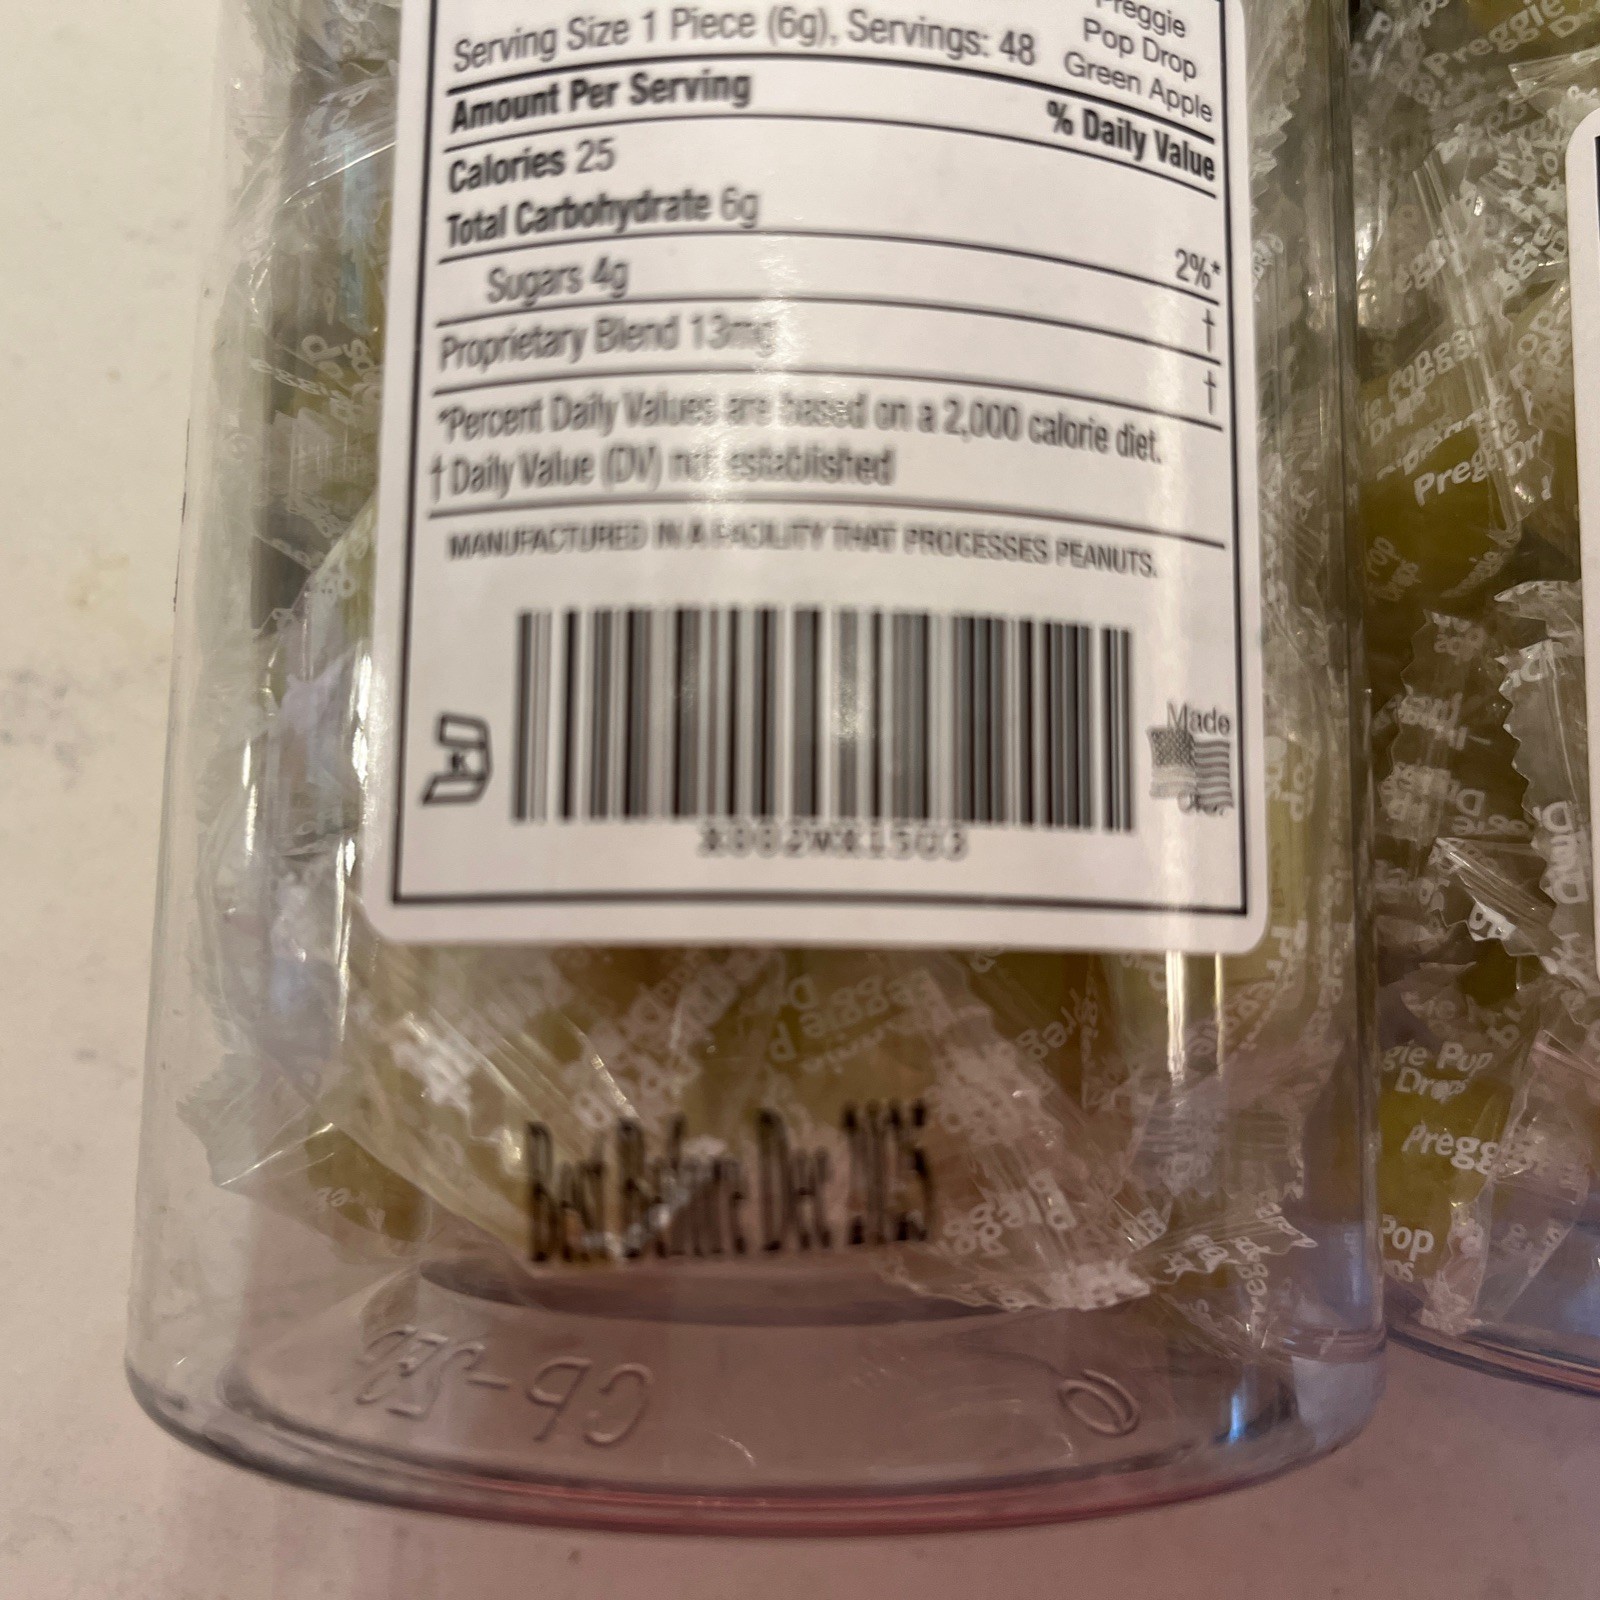 Preggie
Pop Drop
Green Apple
Serving Size 1 Piece (6g), Servings: 48
Amount Per Serving
% Daily Value
Calories 25
Total Carbohydrate 6g
2%*
Sugars 4g
†
Proprietary Blend 13mg
†
*Percent Daily Values are based on a 2,000 calorie diet.
† Daily Value (DV) not established
MANUFACTURED IN A FACILITY THAT PROCESSES PEANUTS.
Made
Best Before Dec 2025
Preggie
gie Pop
Drops
Pregg
Pop